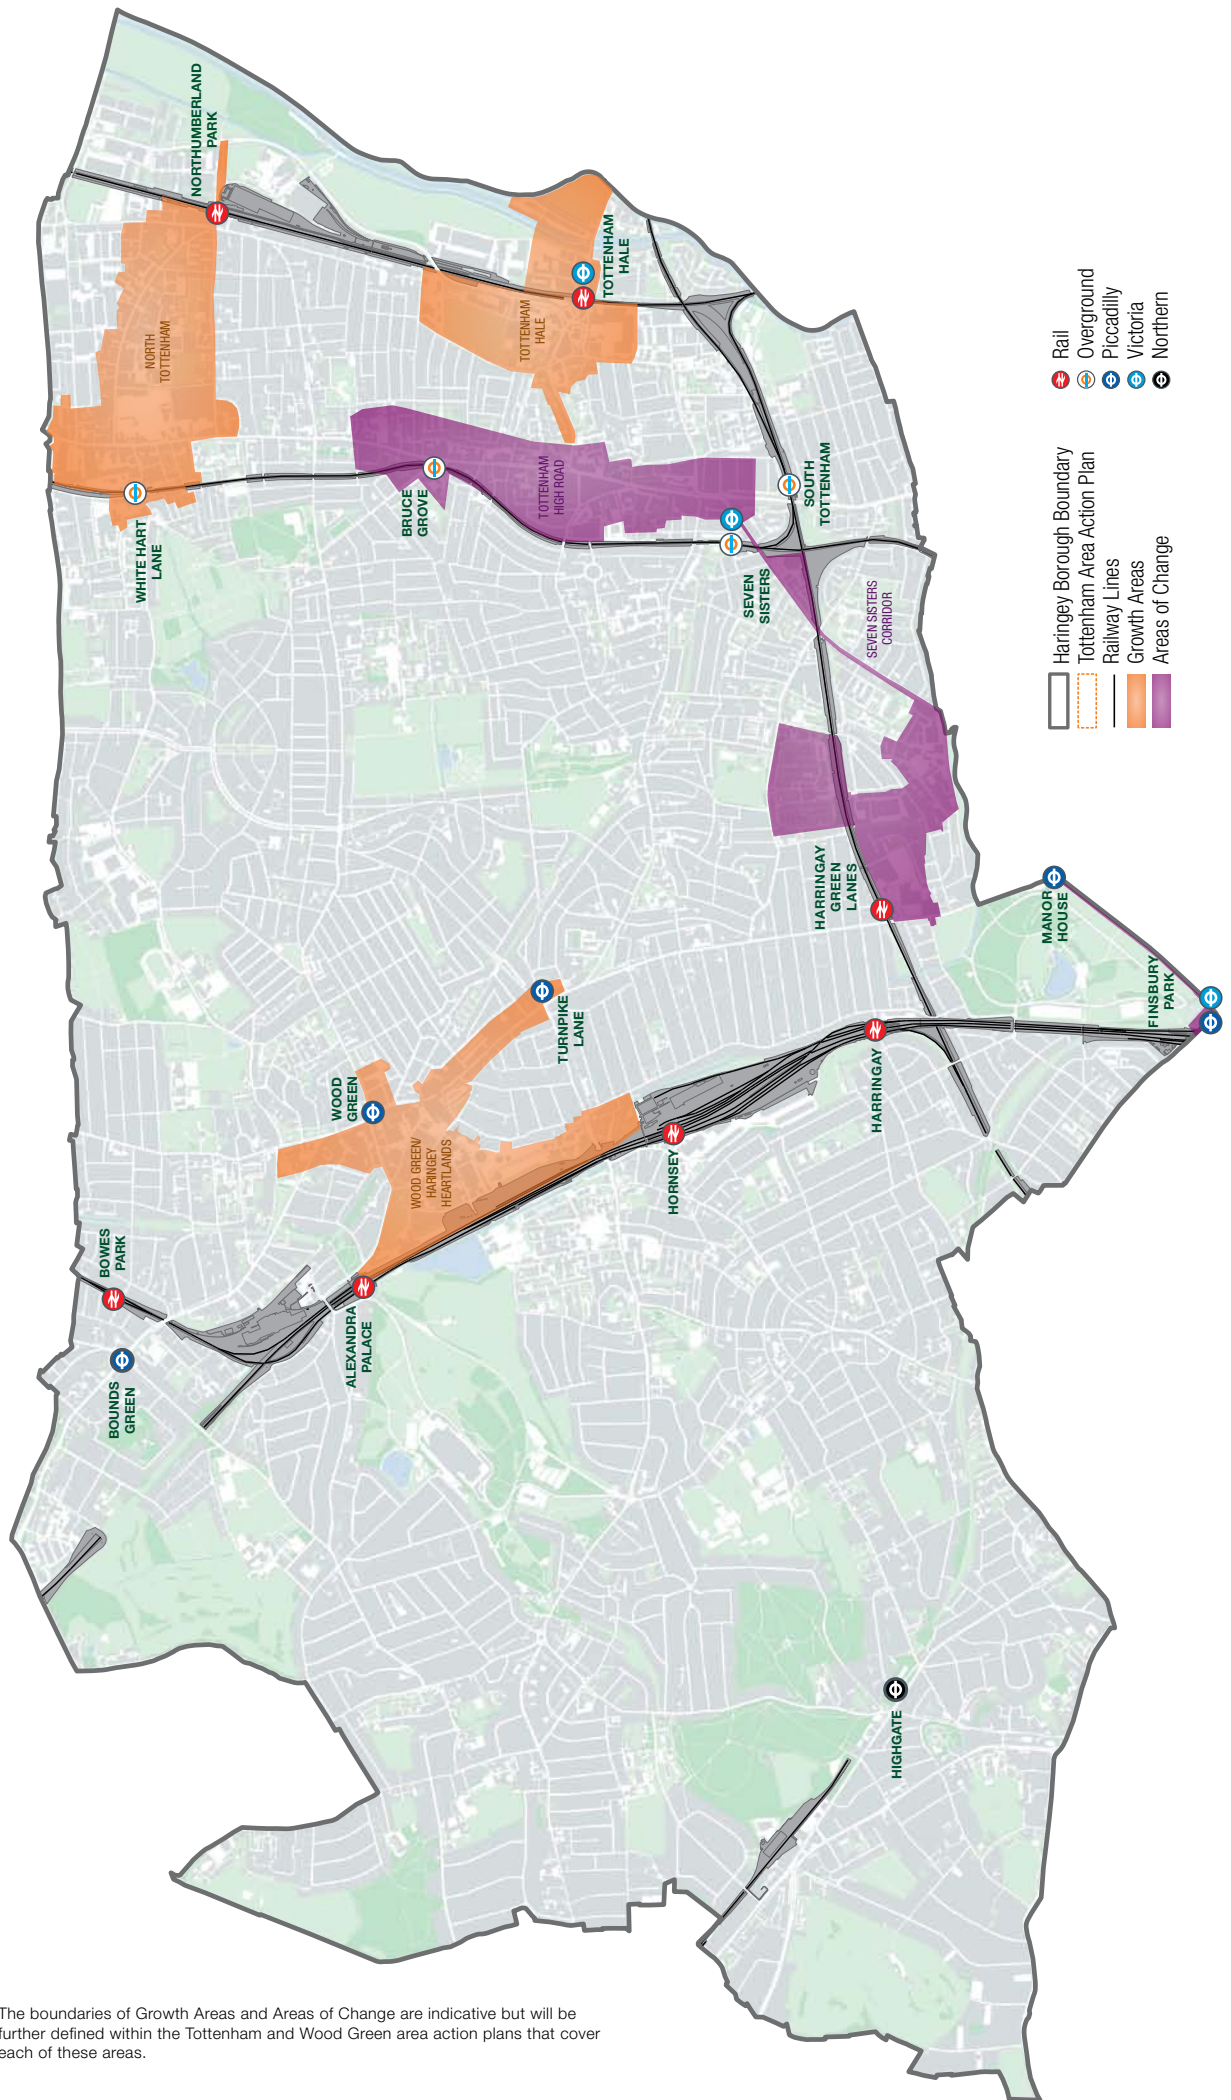 NORTHUMBERLAND
PARK
NORTH
TOTTENHAM
WHITE HART
LANE
TOTTENHAM
HALE
TOTTENHAM
HALE
BRUCE
GROVE
TOTTENHAM
HIGH ROAD
SOUTH
TOTTENHAM
SEVEN
SISTERS
SEVEN SISTERS
CORRIDOR
HARRINGAY
GREEN
LANES
MANOR
HOUSE
FINSBURY
PARK
TURNPIKE
LANE
WOOD
GREEN
WOOD GREEN/
HARINGEY
HEARTLANDS
HARRINGAY
HORNSEY
BOWES
PARK
BOUNDS
GREEN
ALEXANDRA
PALACE
HIGHGATE
Haringey Borough Boundary
Tottenham Area Action Plan
Railway Lines
Growth Areas
Areas of Change
Rail
Overground
Piccadilly
Victoria
Northern
The boundaries of Growth Areas and Areas of Change are indicative but will be
further defined within the Tottenham and Wood Green area action plans that cover
each of these areas.